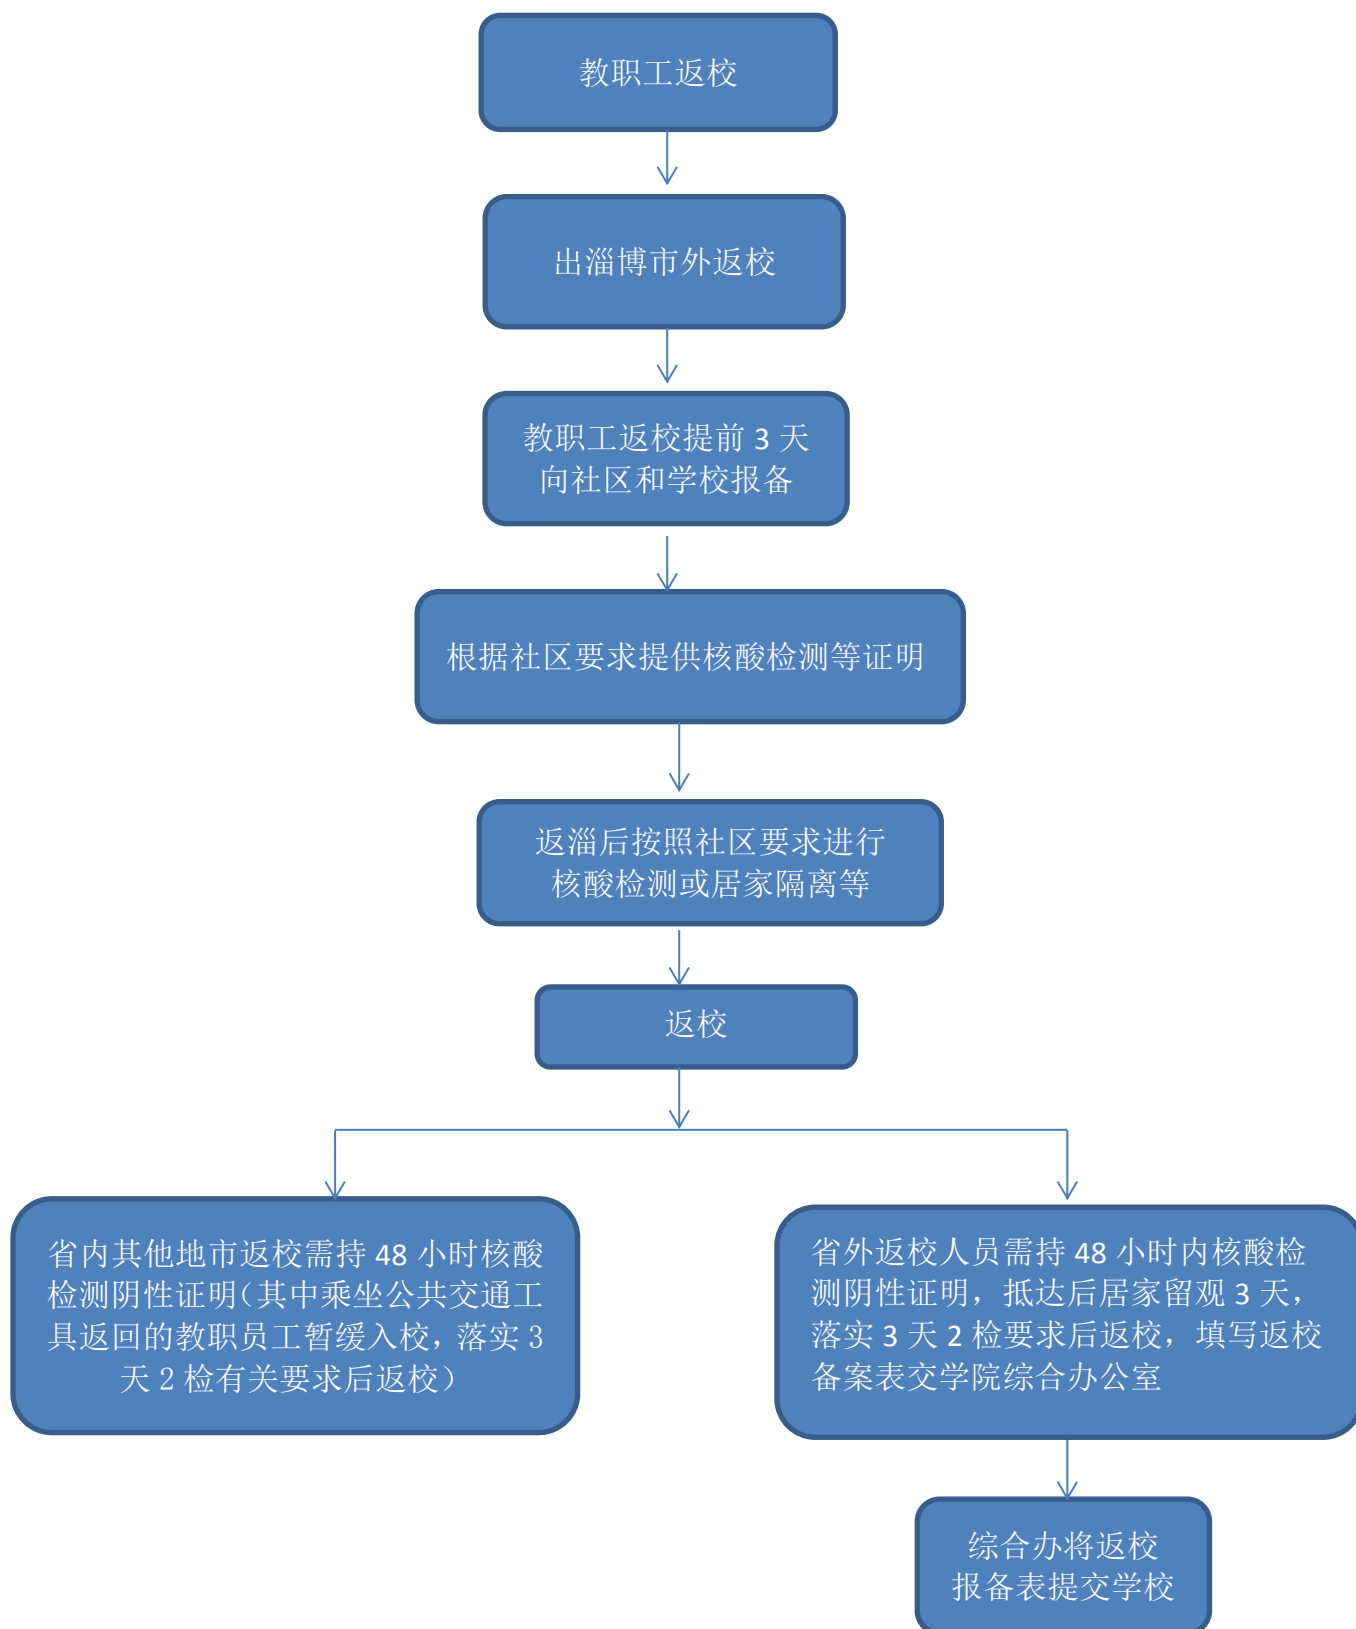 教职工返校
出淄博市外返校
教职工返校提前 3 天
向社区和学校报备
根据社区要求提供核酸检测等证明
返淄后按照社区要求进行
核酸检测或居家隔离等
返校
省内其他地市返校需持 48 小时核酸
检测阴性证明（其中乘坐公共交通工
具返回的教职员工暂缓入校，落实 3
天 2 检有关要求后返校）
省外返校人员需持 48 小时内核酸检
测阴性证明，抵达后居家留观 3 天，
落实 3 天 2 检要求后返校，填写返校
备案表交学院综合办公室
综合办将返校
报备表提交学校